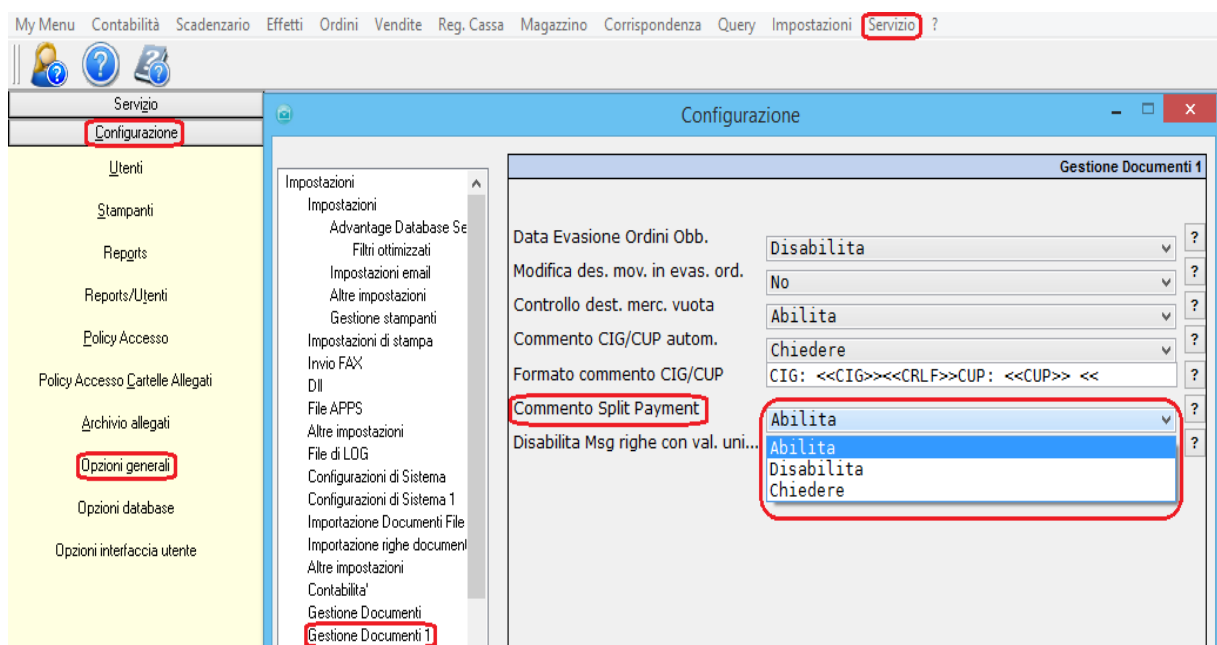 My Menu Contabilità Scadenzario Effetti Ordini Vendite Reg. Cassa Magazzino Corrispondenza Query Impostazioni Servizio ?
Servizio
Configurazione
Utenti
Stampanti
Reports
Reports/Utenti
Policy Accesso
Policy Accesso Cartelle Allegati
Archivio allegati
Opzioni generali
Opzioni database
Opzioni interfaccia utente
Configurazione
Impostazioni
Impostazioni
Advantage Database Se
Filtri ottimizzati
Impostazioni email
Altre impostazioni
Gestione stampanti
Impostazioni di stampa
Invio FAX
Dll
File APPS
Altre impostazioni
File di LOG
Configurazioni di Sistema
Configurazioni di Sistema 1
Importazione Documenti File
Importazione righe document
Altre impostazioni
Contabilita'
Gestione Documenti
Gestione Documenti 1
Gestione Documenti 1
Data Evasione Ordini Obb. Disabilita ?
Modifica des. mov. in evas. ord. No ?
Controllo dest. merc. vuota Abilita ?
Commento CIG/CUP autom. Chiedere ?
Formato commento CIG/CUP CIG: <<CIG>><<CRLF>>CUP: <<CUP>> << ?
Commento Split Payment Abilita ?
Disabilita Msg righe con val. uni... ?
Abilita
Disabilita
Chiedere